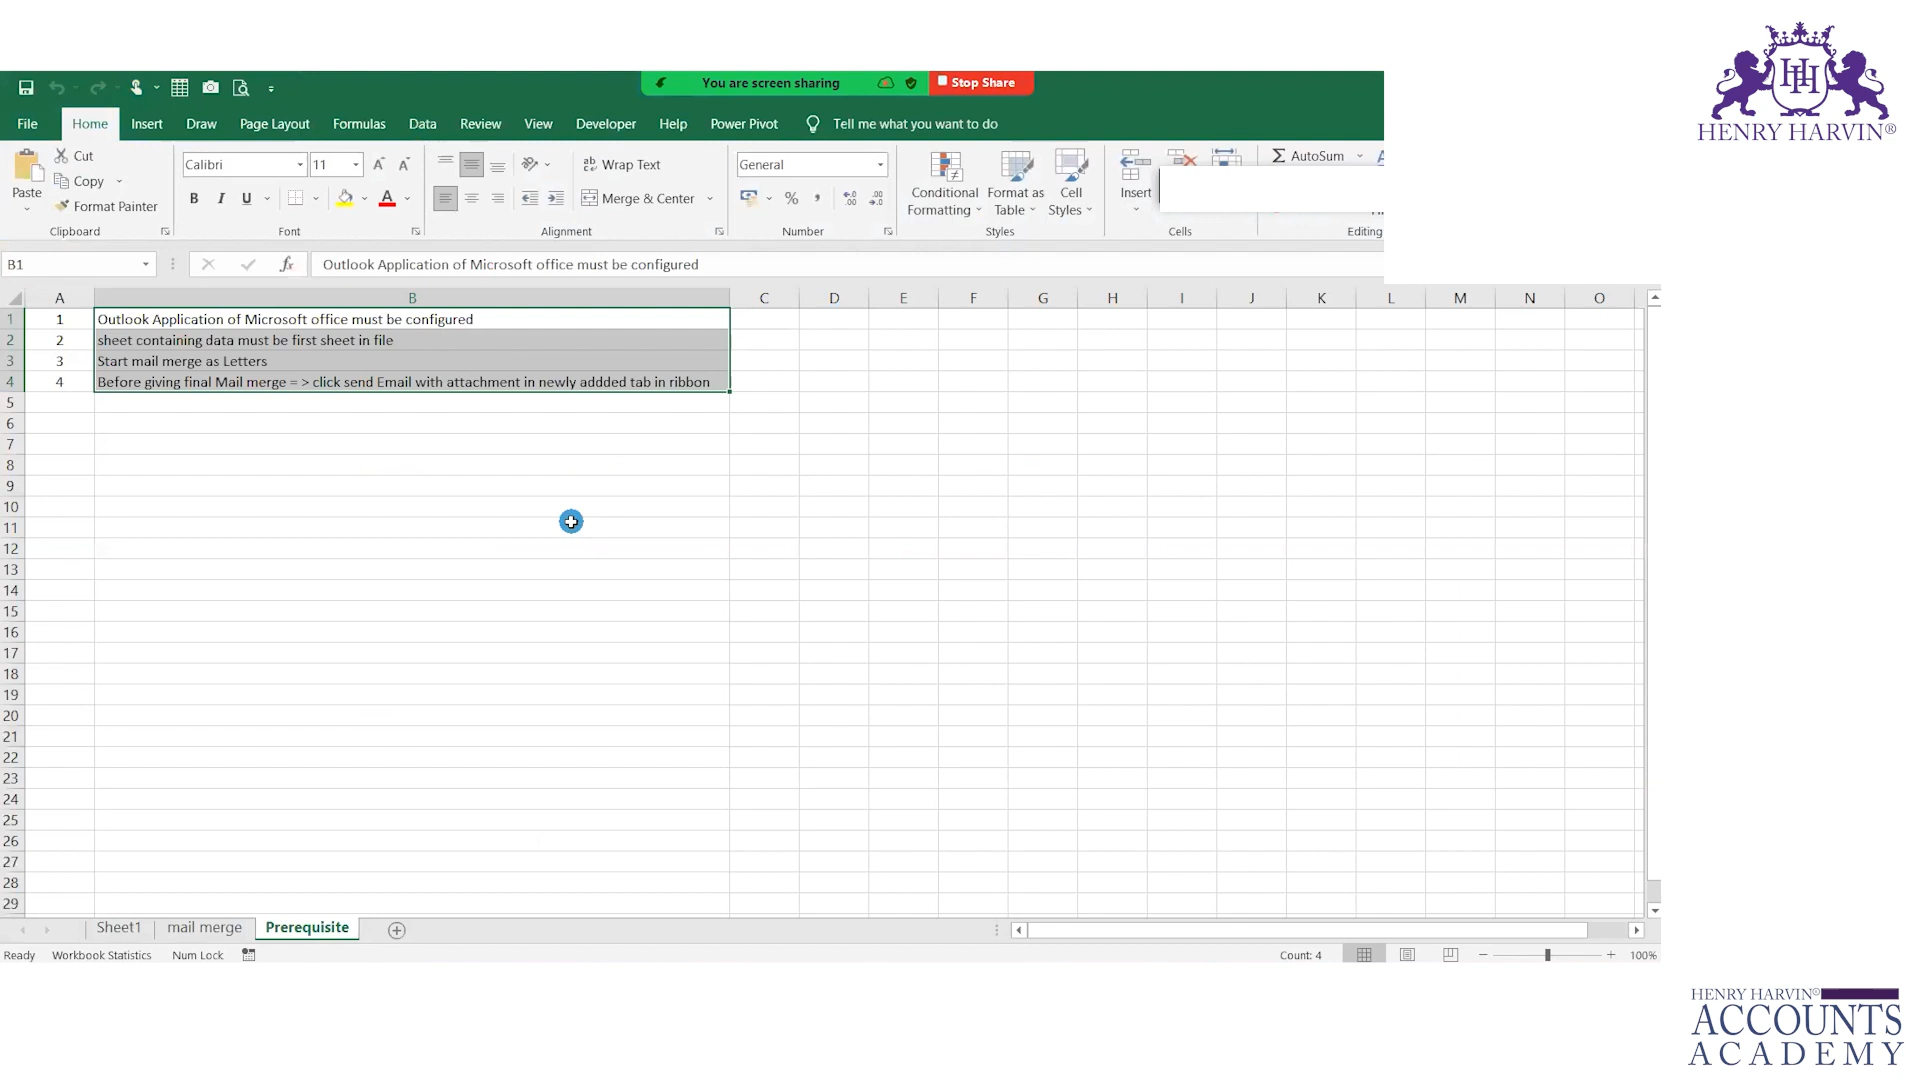 HENRY HARVIN®
You are screen sharing
Stop Share
File Home Insert Draw Page Layout Formulas Data Review View Developer Help Power Pivot Tell me what you want to do
Paste
Cut
Copy
Format Painter
Clipboard
Calibri 11
B I U A
Font
Wrap Text
Merge & Center
Alignment
General
% ,
Number
Conditional Formatting
Format as Table
Cell Styles
Styles
Insert
Cells
AutoSum
Editing
B1 fx Outlook Application of Microsoft office must be configured
A B C D E F G H I J K L M N O
1 1 Outlook Application of Microsoft office must be configured
2 2 sheet containing data must be first sheet in file
3 3 Start mail merge as Letters
4 4 Before giving final Mail merge = > click send Email with attachment in newly addded tab in ribbon
5
6
7
8
9
10
11
12
13
14
15
16
17
18
19
20
21
22
23
24
25
26
27
28
29
Sheet1 mail merge Prerequisite
Ready Workbook Statistics Num Lock Count: 4 100%
HENRY HARVIN®
ACCOUNTS
ACADEMY